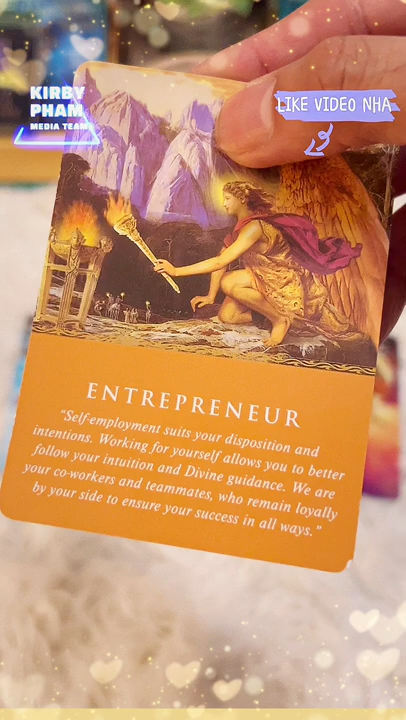 KIRBY
PHAM
MEDIA TEAM
LIKE VIDEO NHA
ENTREPRENEUR
"Self-employment suits your disposition and
intentions. Working for yourself allows you to better
follow your intuition and Divine guidance. We are
your co-workers and teammates, who remain loyally
by your side to ensure your success in all ways."